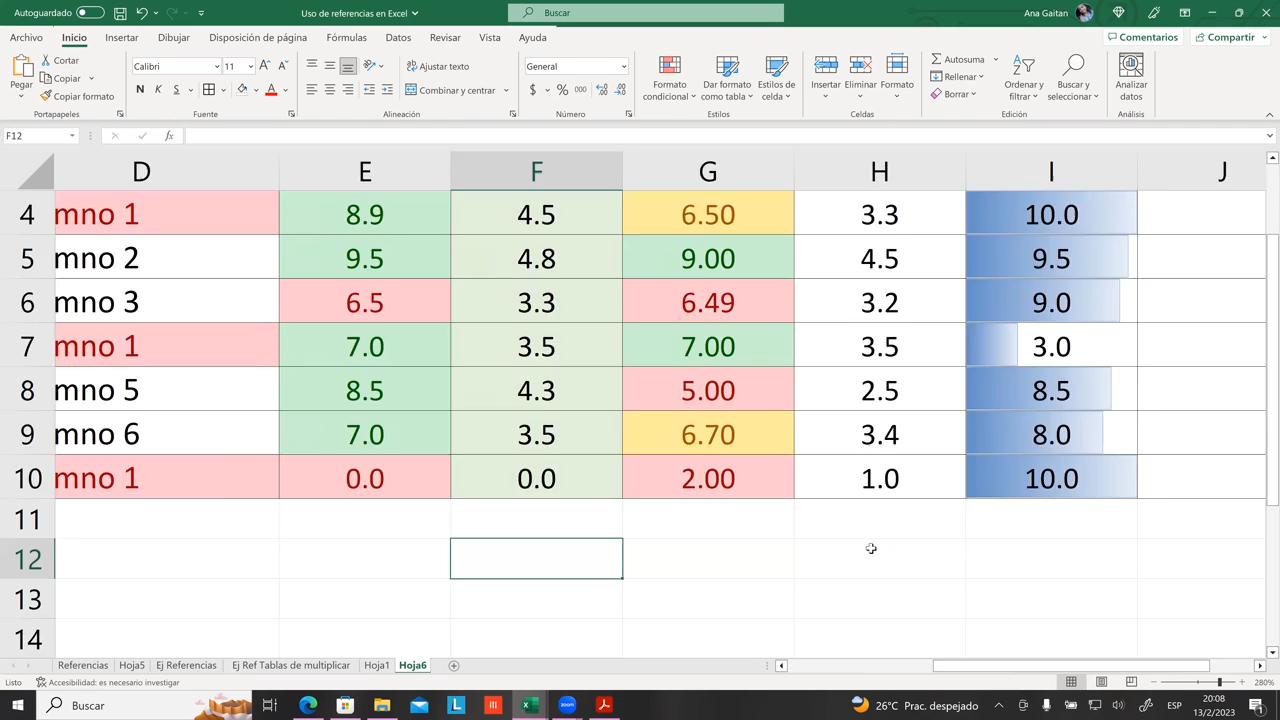 Autoguardado Uso de referencias en Excel Buscar Ana Gaitan
Archivo Inicio Insertar Dibujar Disposición de página Fórmulas Datos Revisar Vista Ayuda Comentarios Compartir
Pegar
Cortar
Copiar
Copiar formato
Portapapeles
Calibri 11
N K S
Fuente
Ajustar texto
Combinar y centrar
Alineación
General
$ % 000
Número
Formato condicional
Dar formato como tabla
Estilos de celda
Estilos
Insertar Eliminar Formato
Celdas
Autosuma
Rellenar
Borrar
Ordenar y filtrar
Buscar y seleccionar
Edición
Analizar datos
Análisis
F12 fx
D E F G H I J
4 mno 1 8.9 4.5 6.50 3.3 10.0
5 mno 2 9.5 4.8 9.00 4.5 9.5
6 mno 3 6.5 3.3 6.49 3.2 9.0
7 mno 1 7.0 3.5 7.00 3.5 3.0
8 mno 5 8.5 4.3 5.00 2.5 8.5
9 mno 6 7.0 3.5 6.70 3.4 8.0
10 mno 1 0.0 0.0 2.00 1.0 10.0
11
12
13
14
Referencias Hoja5 Ej Referencias Ej Ref Tablas de multiplicar Hoja1 Hoja6
Listo Accesibilidad: es necesario investigar 280%
Buscar 26°C Prac. despejado ESP 20:08
13/2/2023